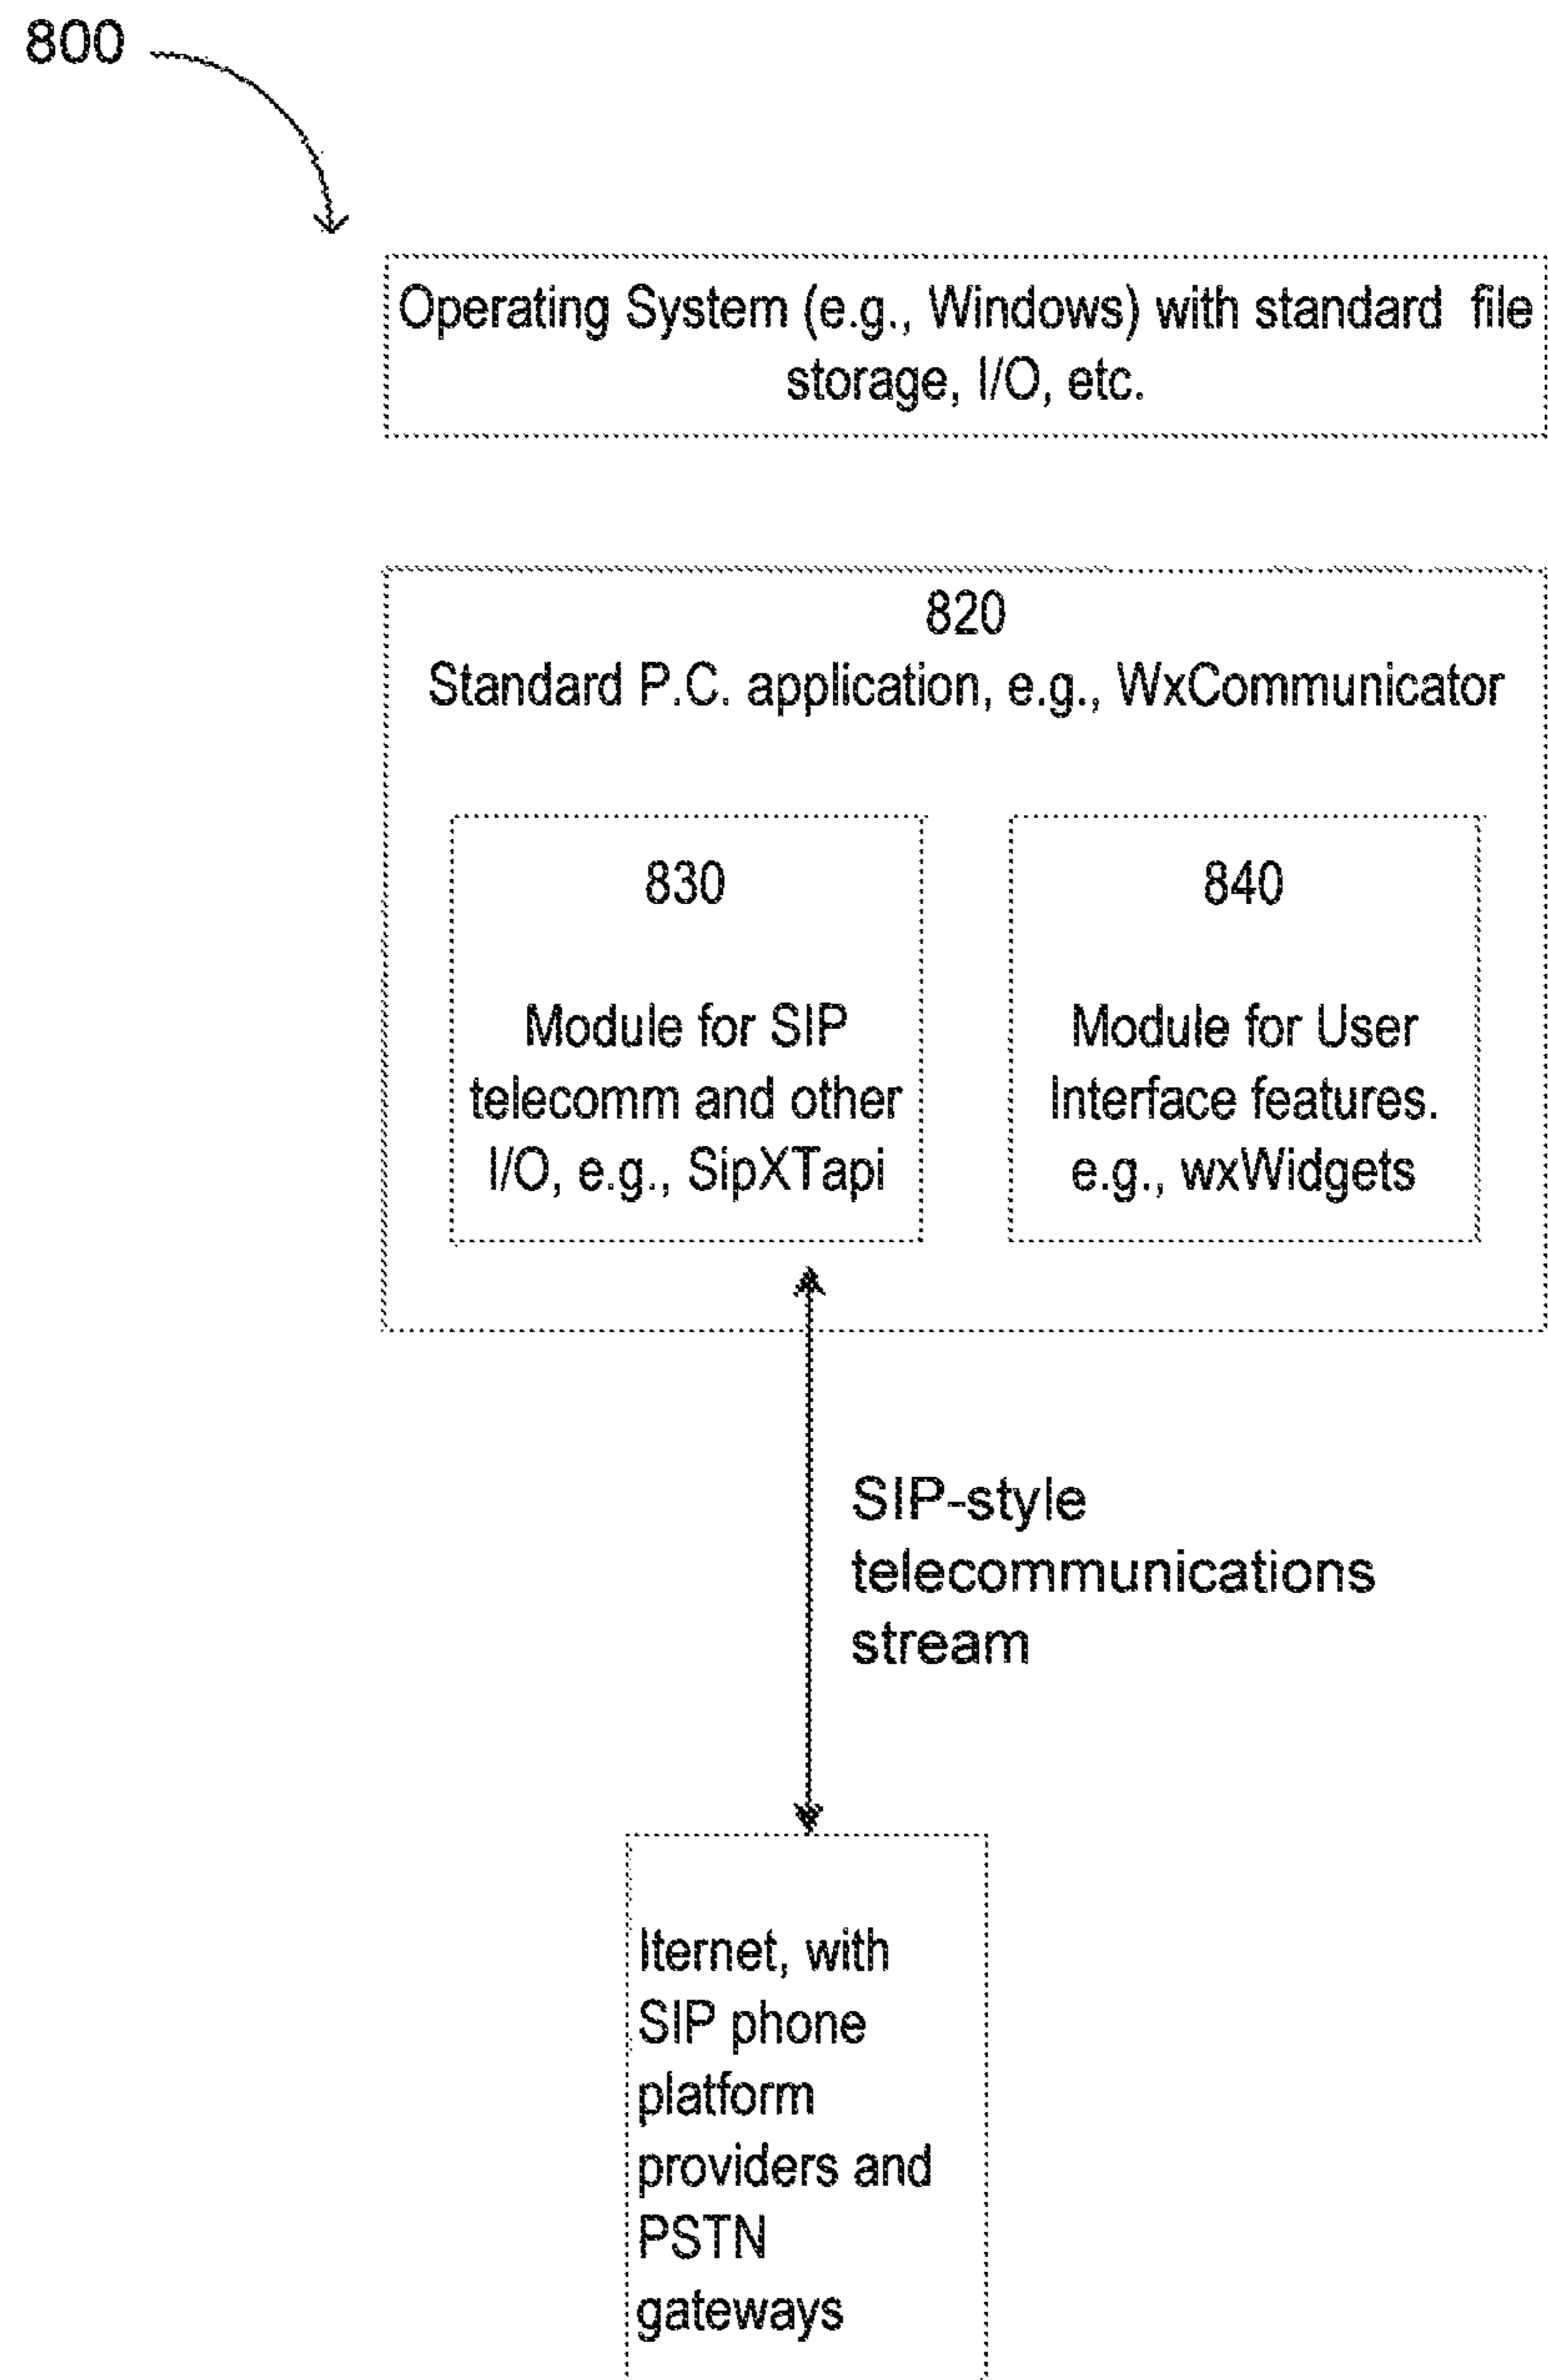 800
Operating System (e.g., Windows) with standard file
storage, I/O, etc.
820
Standard P.C. application, e.g., WxCommunicator
830
Module for SIP
telecomm and other
I/O, e.g., SipXTapi
840
Module for User
Interface features.
e.g., wxWidgets
SIP-style
telecommunications
stream
Iternet, with
SIP phone
platform
providers and
PSTN
gateways